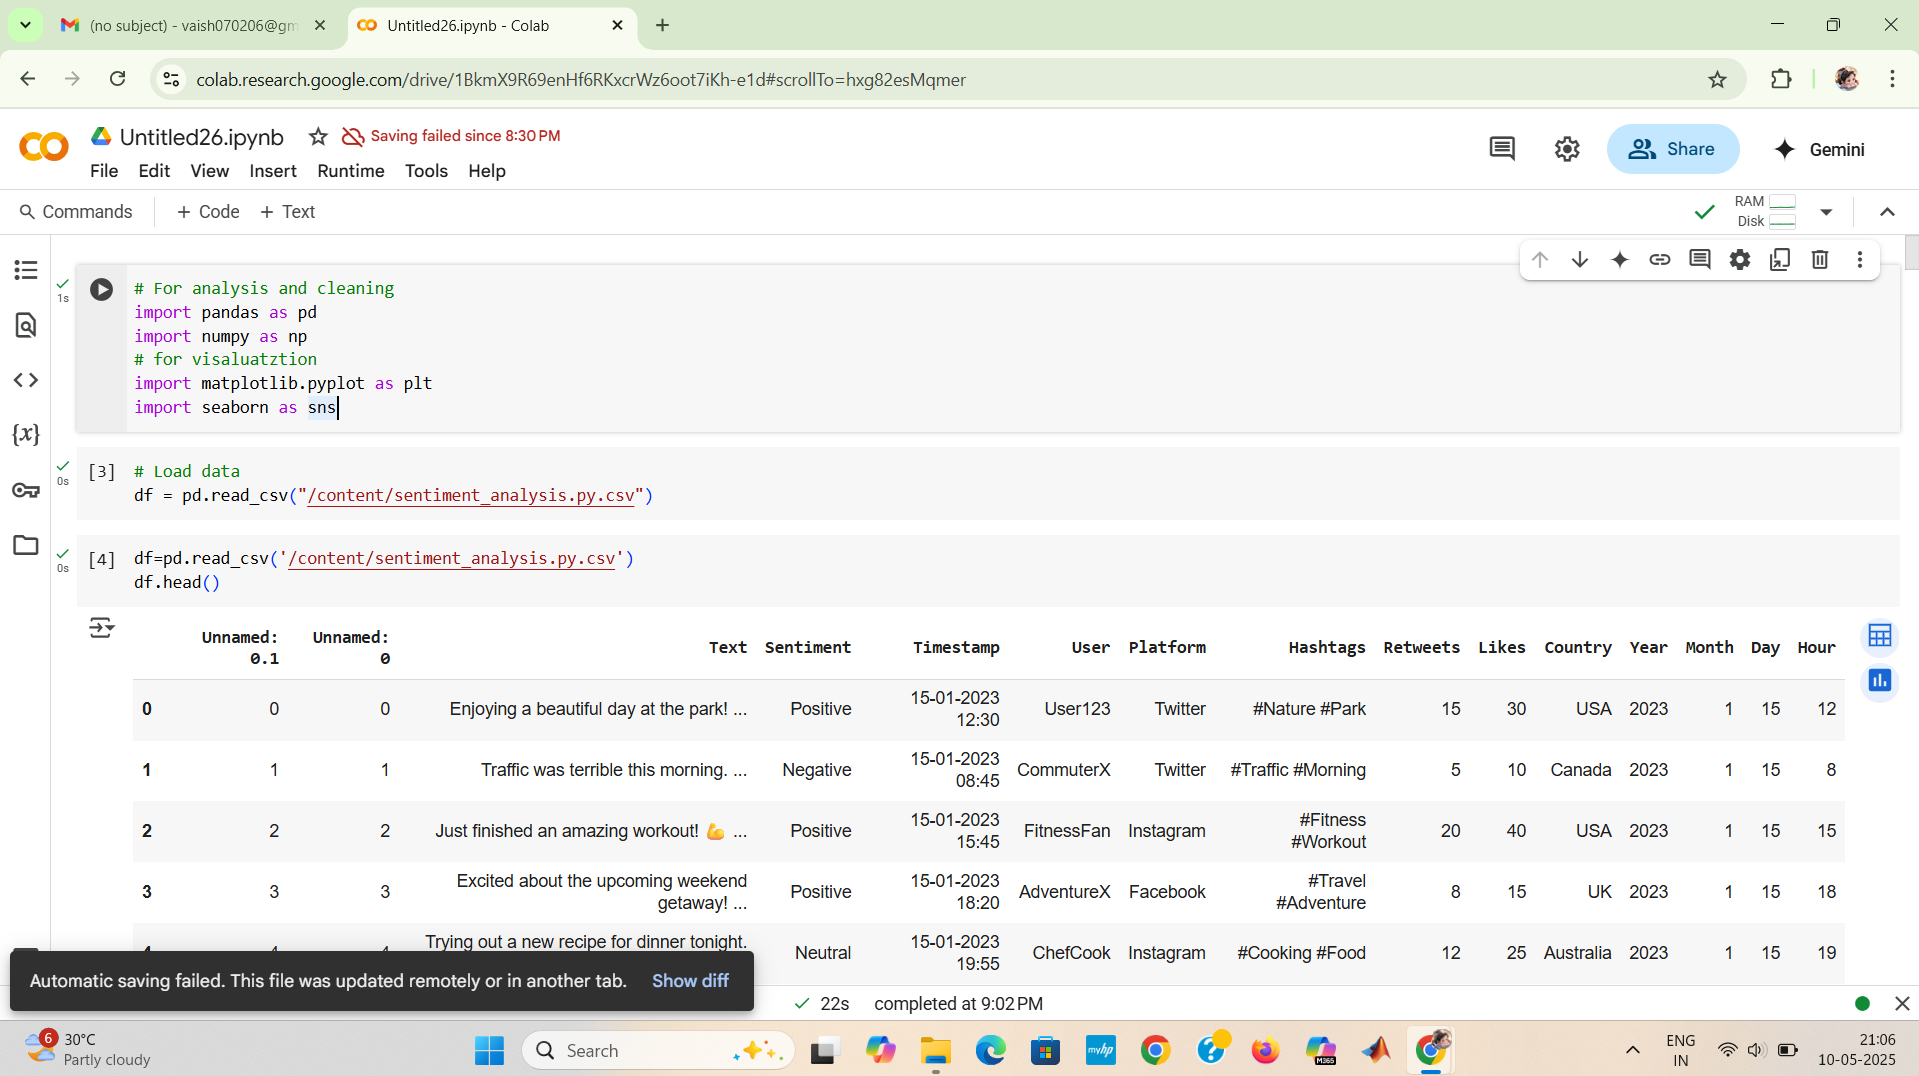 (no subject) - vaish070206@gm
Untitled26.ipynb - Colab
colab.research.google.com/drive/1BkmX9R69enHf6RKxcrWz6oot7iKh-e1d#scrollTo=hxg82esMqmer
Untitled26.ipynb
Saving failed since 8:30 PM
File Edit View Insert Runtime Tools Help
Share
Gemini
Commands + Code + Text
RAM
Disk
1s
# For analysis and cleaning
import pandas as pd
import numpy as np
# for visaluatztion
import matplotlib.pyplot as plt
import seaborn as sns
0s
[3] # Load data
df = pd.read_csv("/content/sentiment_analysis.py.csv")
0s
[4] df=pd.read_csv('/content/sentiment_analysis.py.csv')
df.head()
Unnamed: 0.1 Unnamed: 0 Text Sentiment Timestamp User Platform Hashtags Retweets Likes Country Year Month Day Hour
0 0 0 Enjoying a beautiful day at the park! ... Positive 15-01-2023 12:30 User123 Twitter #Nature #Park 15 30 USA 2023 1 15 12
1 1 1 Traffic was terrible this morning. ... Negative 15-01-2023 08:45 CommuterX Twitter #Traffic #Morning 5 10 Canada 2023 1 15 8
2 2 2 Just finished an amazing workout! 💪 ... Positive 15-01-2023 15:45 FitnessFan Instagram #Fitness #Workout 20 40 USA 2023 1 15 15
3 3 3 Excited about the upcoming weekend getaway! ... Positive 15-01-2023 18:20 AdventureX Facebook #Travel #Adventure 8 15 UK 2023 1 15 18
Trying out a new recipe for dinner tonight. Neutral 15-01-2023 19:55 ChefCook Instagram #Cooking #Food 12 25 Australia 2023 1 15 19
Automatic saving failed. This file was updated remotely or in another tab. Show diff
22s completed at 9:02 PM
6
30°C
Partly cloudy
Search
myhp
M365
ENG
IN
21:06
10-05-2025